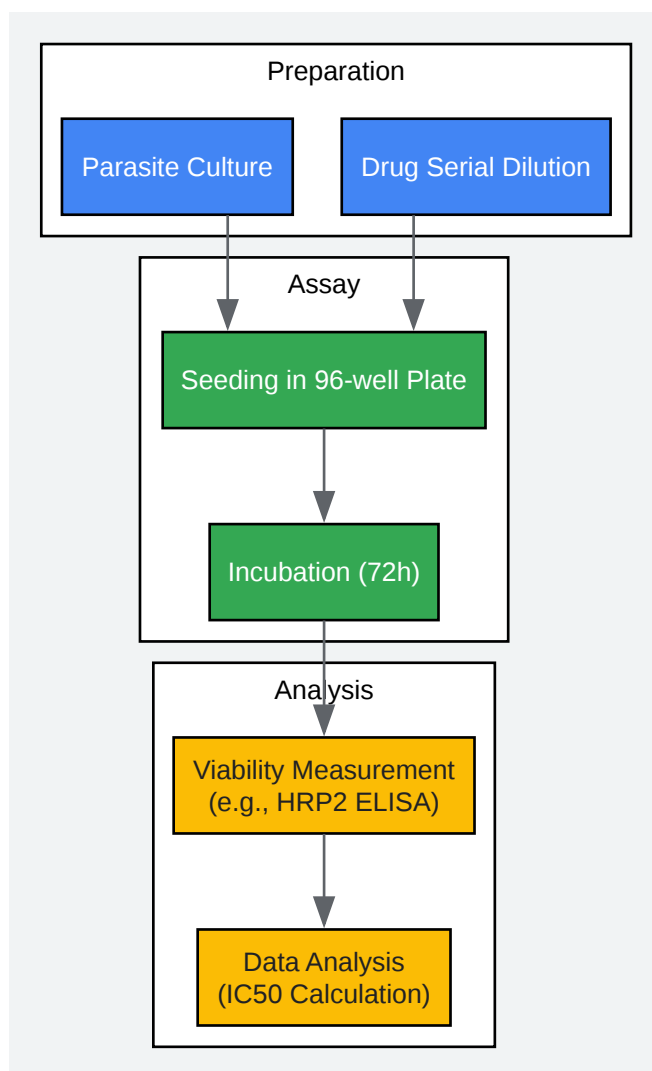 Preparation
Parasite Culture
Drug Serial Dilution
Assay
Seeding in 96-well Plate
Incubation (72h)
Analysis
Viability Measurement
(e.g., HRP2 ELISA)
Data Analysis
(IC50 Calculation)